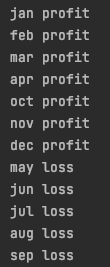 jan profit
feb profit
mar profit
apr profit
oct profit
nov profit
dec profit
may loss
jun loss
jul loss
aug loss
sep loss